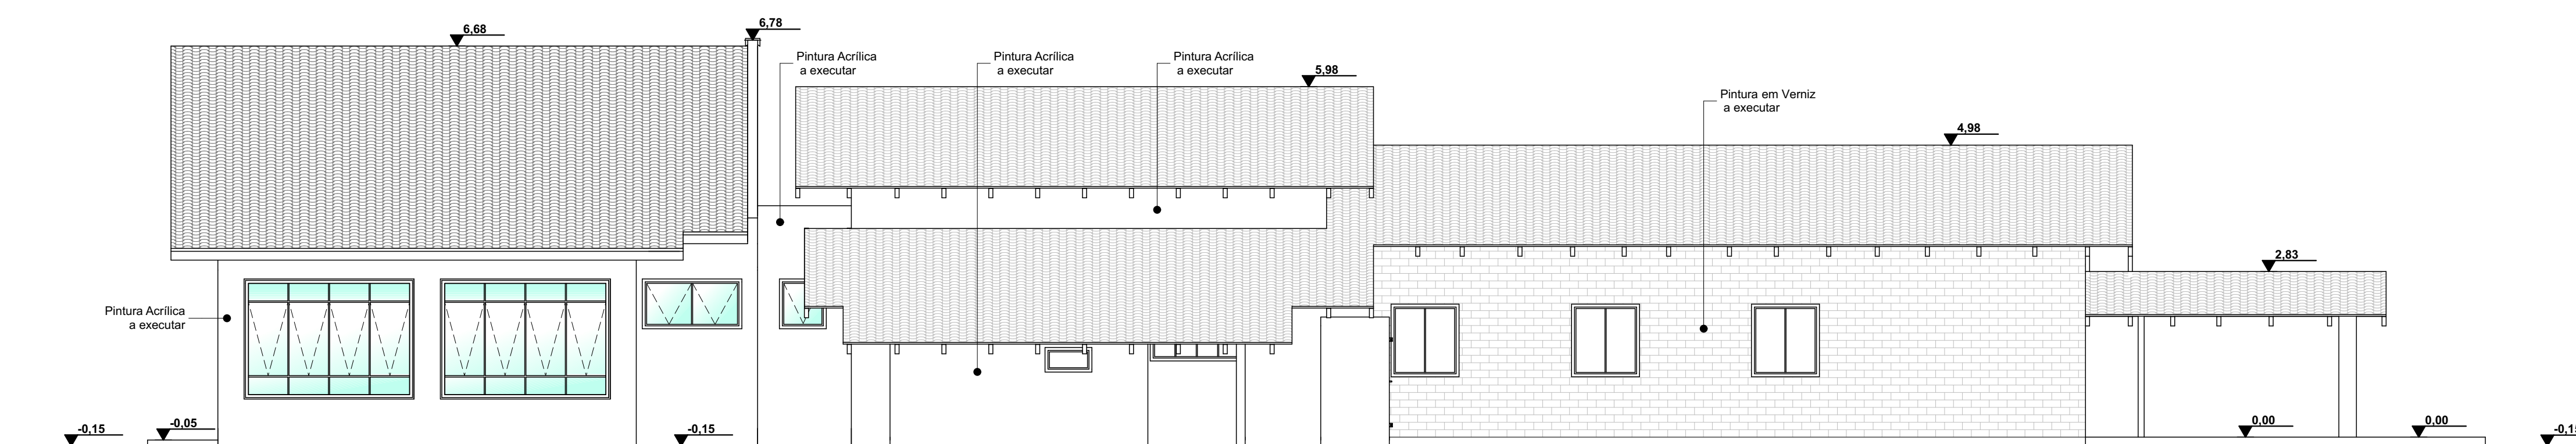 6,68
6,78
Pintura Acrílica
a executar
Pintura Acrílica
a executar
Pintura Acrílica
a executar
5,98
Pintura em Verniz
a executar
4,98
2,83
Pintura Acrílica
a executar
-0,15
-0,05
-0,15
0,00
0,00